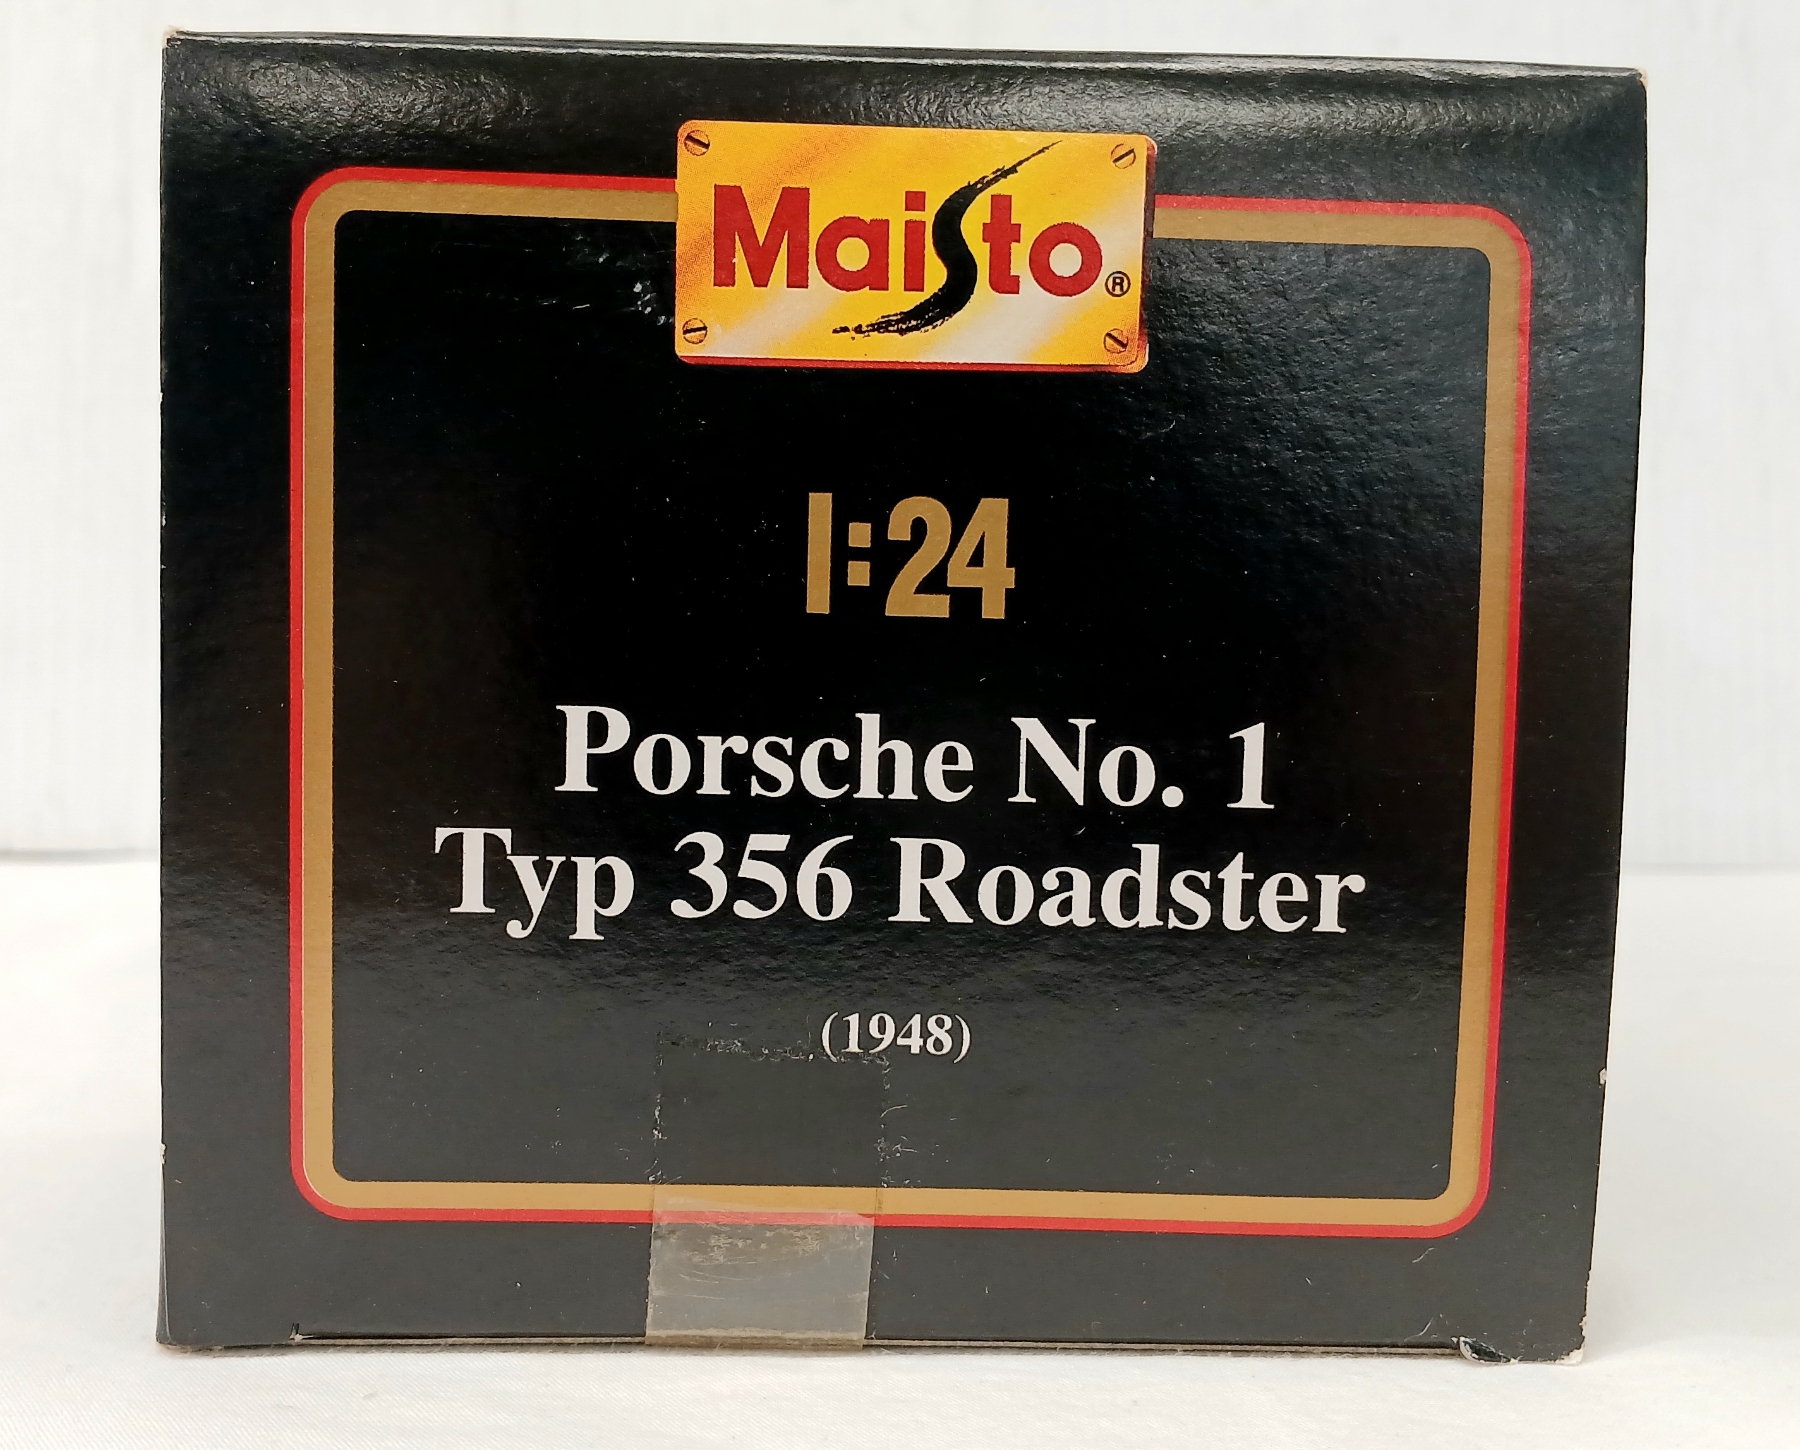 Maisto®
1:24
Porsche No. 1
Typ 356 Roadster
(1948)